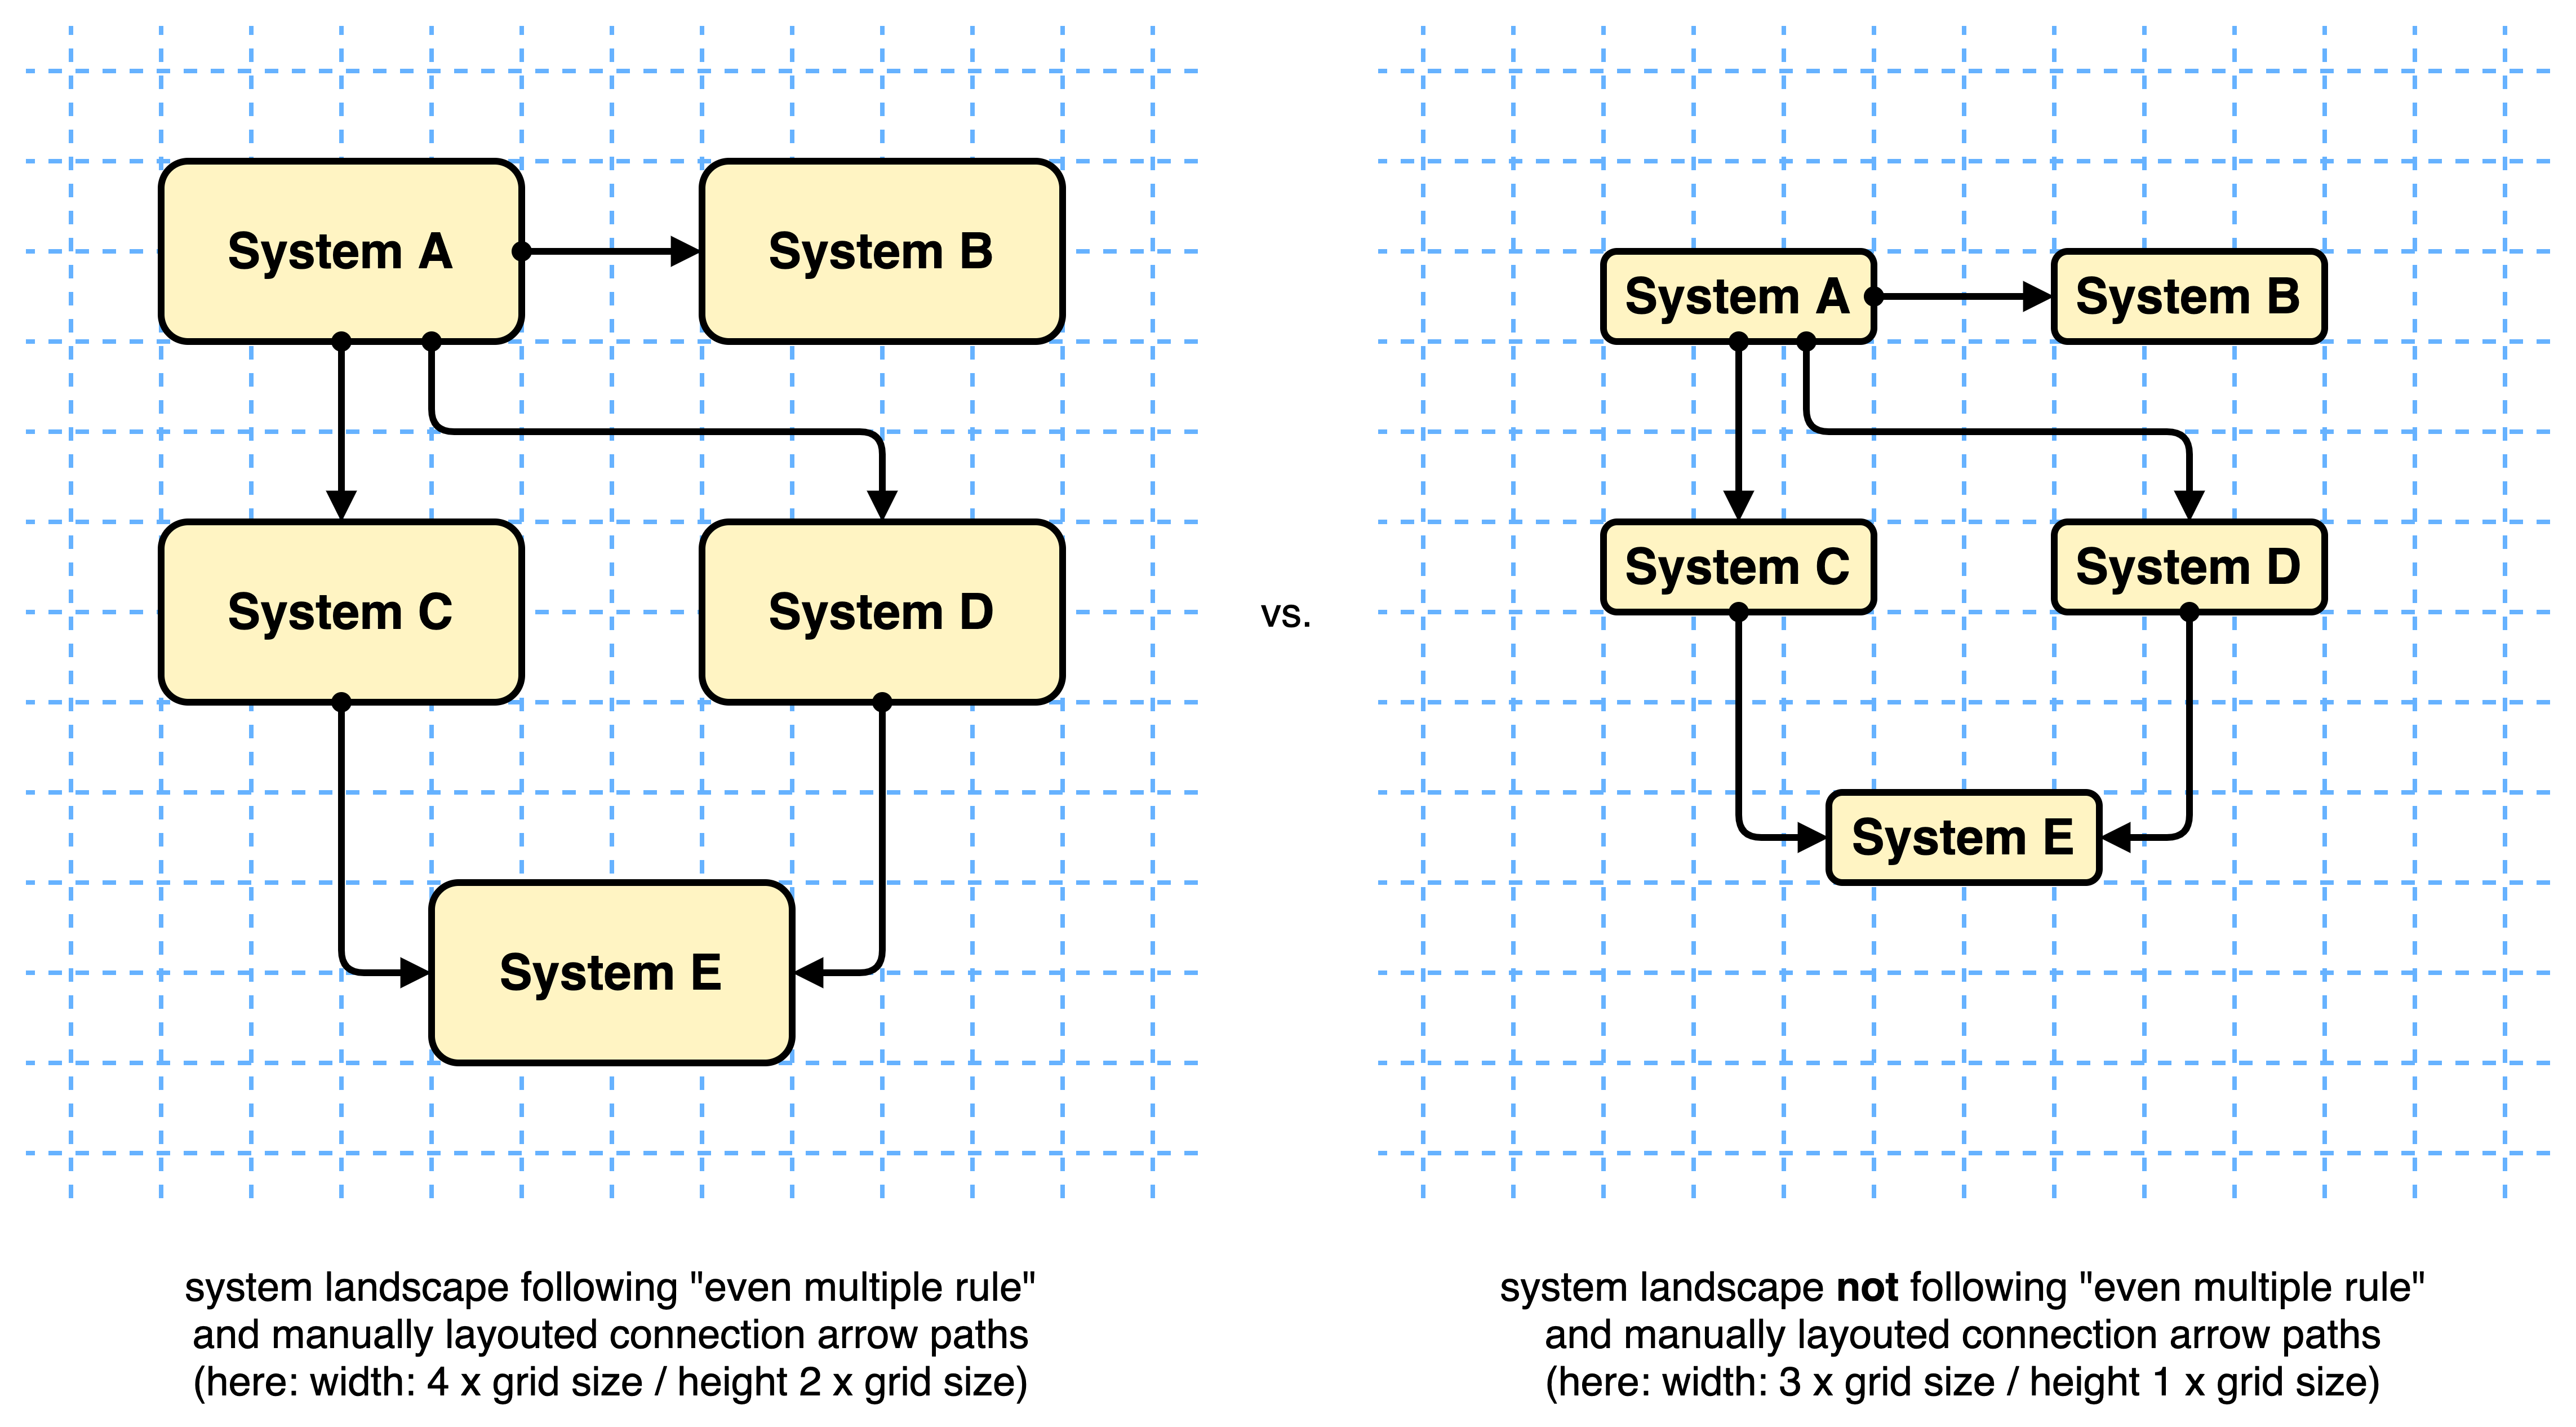 System A
System B
System C
System D
System E
system landscape following "even multiple rule"
and manually layouted connection arrow paths
(here: width: 4 x grid size / height 2 x grid size)
vs.
System A
System B
System C
System D
System E
system landscape not following "even multiple rule"
and manually layouted connection arrow paths
(here: width: 3 x grid size / height 1 x grid size)